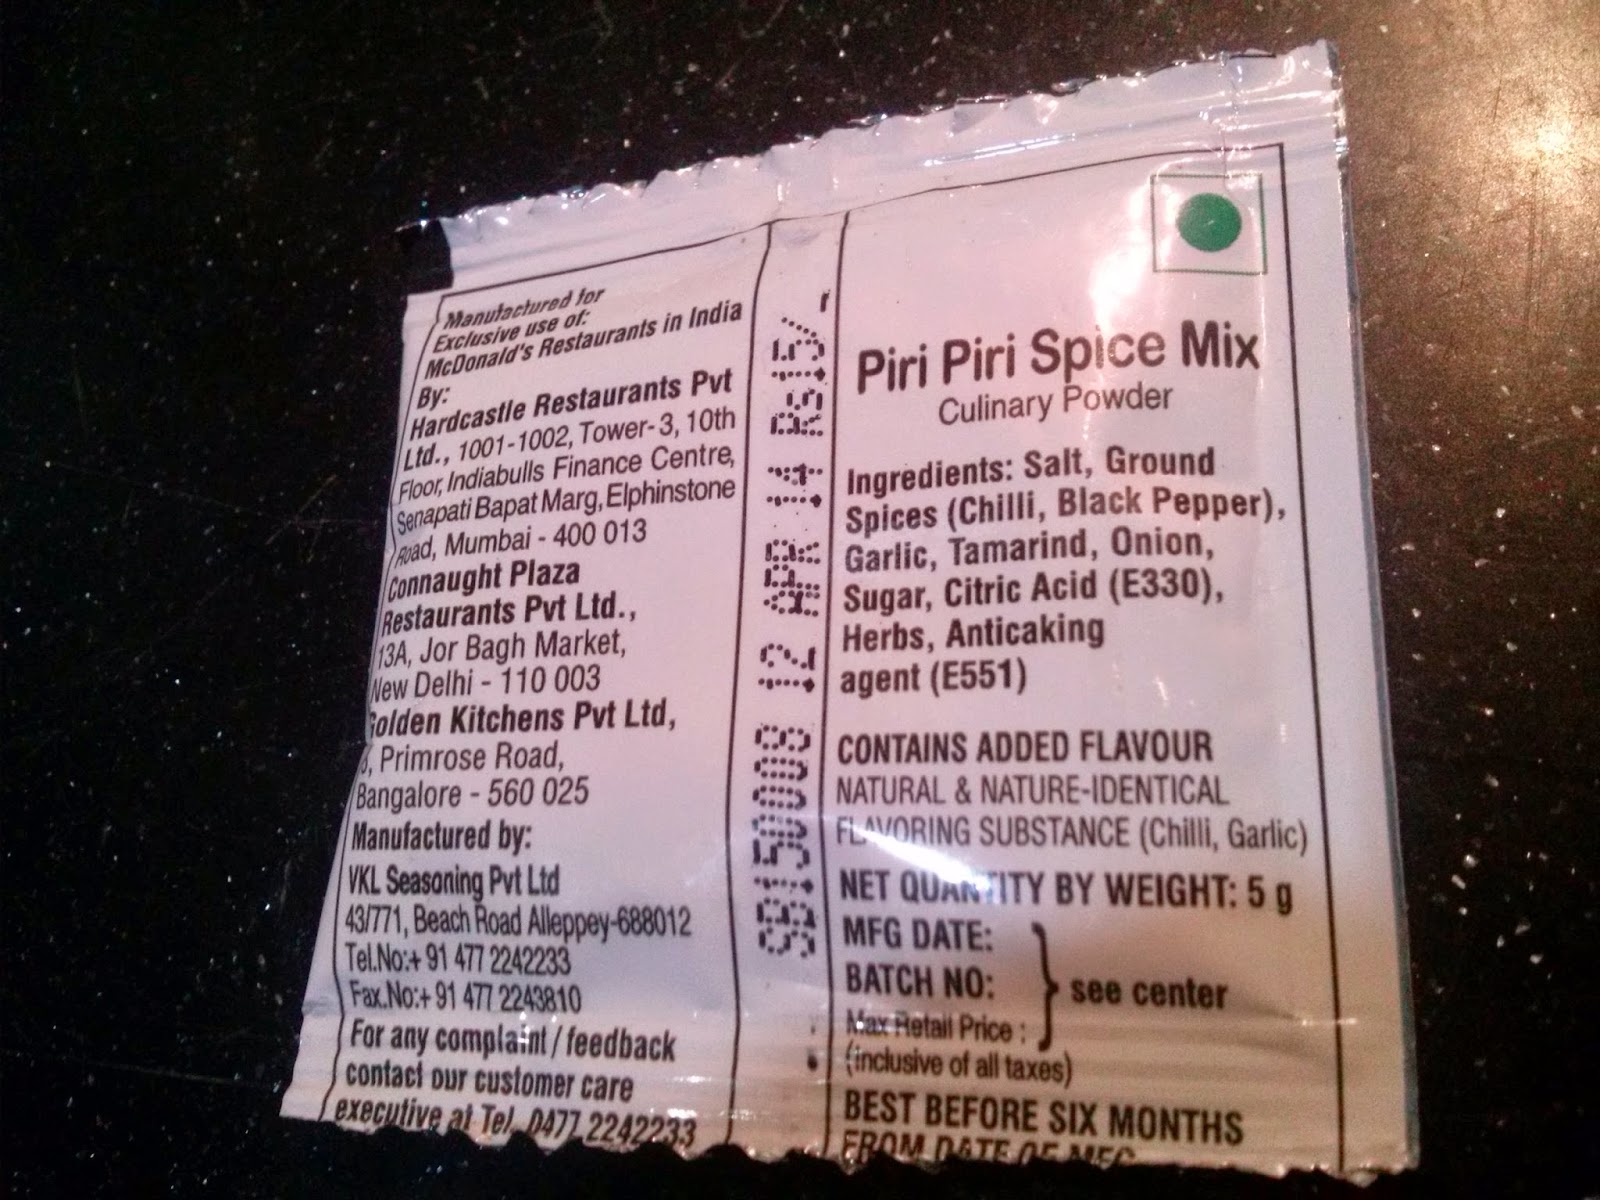 Manufactured for
Exclusive use of:
McDonald's Restaurants in India
By:
Hardcastle Restaurants Pvt
Ltd., 1001-1002, Tower-3, 10th
Floor, Indiabulls Finance Centre,
Senapati Bapat Marg, Elphinstone
Road, Mumbai - 400 013
Connaught Plaza
Restaurants Pvt Ltd.,
13A, Jor Bagh Market,
New Delhi - 110 003
Golden Kitchens Pvt Ltd,
Primrose Road,
Bangalore - 560 025
Manufactured by:
VKL Seasoning Pvt Ltd
43/771, Beach Road Alleppey-688012
Tel.No:+ 91 477 2242233
Fax.No:+ 91 477 2243810
For any complaint / feedback
contact our customer care
executive at Tel. 0477 2242233
12 APR 14
Piri Piri Spice Mix
Culinary Powder
Ingredients: Salt, Ground
Spices (Chilli, Black Pepper),
Garlic, Tamarind, Onion,
Sugar, Citric Acid (E330),
Herbs, Anticaking
agent (E551)
CONTAINS ADDED FLAVOUR
NATURAL & NATURE-IDENTICAL
FLAVORING SUBSTANCE (Chilli, Garlic)
NET QUANTITY BY WEIGHT: 5 g
MFG DATE:
BATCH NO:
Max Retail Price :
(inclusive of all taxes)
} see center
BEST BEFORE SIX MONTHS
FROM DATE OF MFG